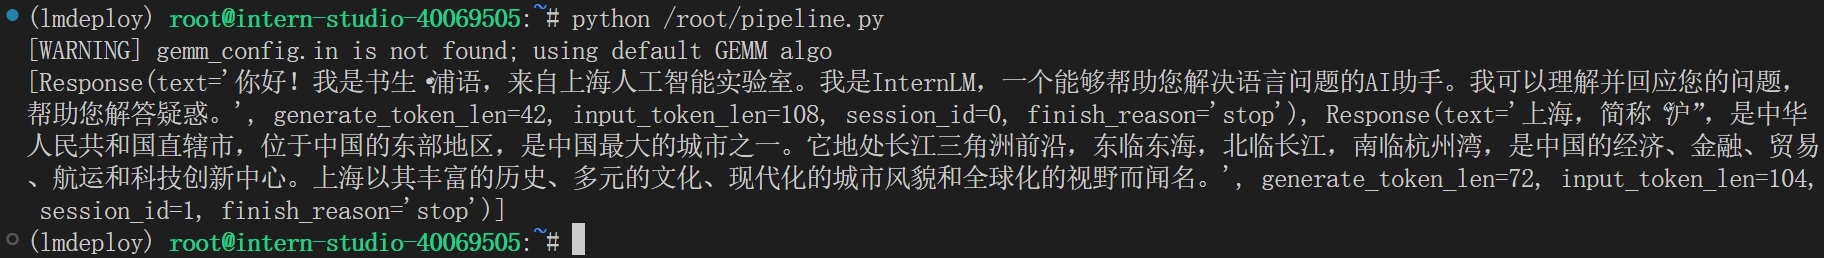 (lmdeploy) root@intern-studio-40069505:~# python /root/pipeline.py
[WARNING] gemm_config.in is not found; using default GEMM algo
[Response(text='你好！我是书生·浦语，来自上海人工智能实验室。我是InternLM，一个能够帮助您解决语言问题的AI助手。我可以理解并回应您的问题，
帮助您解答疑惑。', generate_token_len=42, input_token_len=108, session_id=0, finish_reason='stop'), Response(text='上海，简称“沪”，是中华
人民共和国直辖市，位于中国的东部地区，是中国最大的城市之一。它地处长江三角洲前沿，东临东海，北临长江，南临杭州湾，是中国的经济、金融、贸易
、航运和科技创新中心。上海以其丰富的历史、多元的文化、现代化的城市风貌和全球化的视野而闻名。', generate_token_len=72, input_token_len=104,
session_id=1, finish_reason='stop')]
(lmdeploy) root@intern-studio-40069505:~#